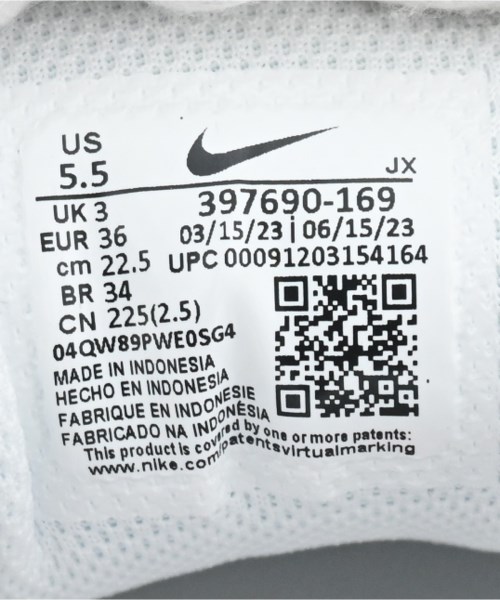 US
5.5
JX
UK 3
397690-169
EUR 36
03/15/23 | 06/15/23
cm 22.5
UPC 00091203154164
BR 34
CN 225(2.5)
04QW89PWE0SG4
MADE IN INDONESIA
HECHO EN INDONESIA
FABRIQUE EN INDONESIE
FABRICADO NA INDONÉSIA
This product is covered by one or more patents:
www.nike.com/patentsvirtualmarking